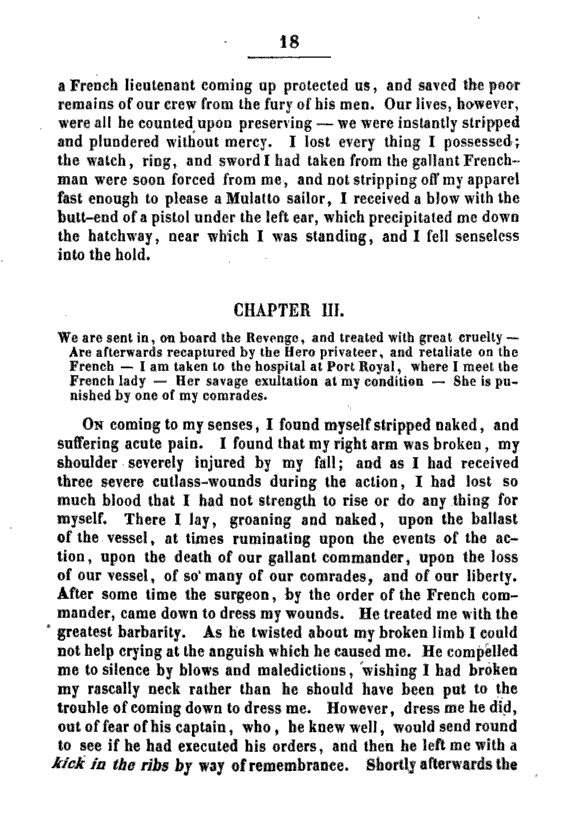 18
a French lieutenant coming up protected us, and saved the poor
remains of our crew from the fury of his men. Our lives, however,
were all he counted upon preserving — we were instantly stripped
and plundered without mercy. I lost every thing I possessed;
the watch, ring, and sword I had taken from the gallant French-
man were soon forced from me, and not stripping off my apparel
fast enough to please a Mulatto sailor, I received a blow with the
butt-end of a pistol under the left ear, which precipitated me down
the hatchway, near which I was standing, and I fell senseless
into the hold.
CHAPTER III.
We are sent in, on board the Revenge, and treated with great cruelty —
Are afterwards recaptured by the Hero privateer, and retaliate on the
French — I am taken to the hospital at Port Royal, where I meet the
French lady — Her savage exultation at my condition — She is pu-
nished by one of my comrades.
ON coming to my senses, I found myself stripped naked, and
suffering acute pain. I found that my right arm was broken, my
shoulder severely injured by my fall; and as I had received
three severe cutlass-wounds during the action, I had lost so
much blood that I had not strength to rise or do any thing for
myself. There I lay, groaning and naked, upon the ballast
of the vessel, at times ruminating upon the events of the ac-
tion, upon the death of our gallant commander, upon the loss
of our vessel, of so many of our comrades, and of our liberty.
After some time the surgeon, by the order of the French com-
mander, came down to dress my wounds. He treated me with the
greatest barbarity. As he twisted about my broken limb I could
not help crying at the anguish which he caused me. He compelled
me to silence by blows and maledictions, wishing I had broken
my rascally neck rather than he should have been put to the
trouble of coming down to dress me. However, dress me he did,
out of fear of his captain, who, he knew well, would send round
to see if he had executed his orders, and then he left me with a
kick in the ribs by way of remembrance. Shortly afterwards the